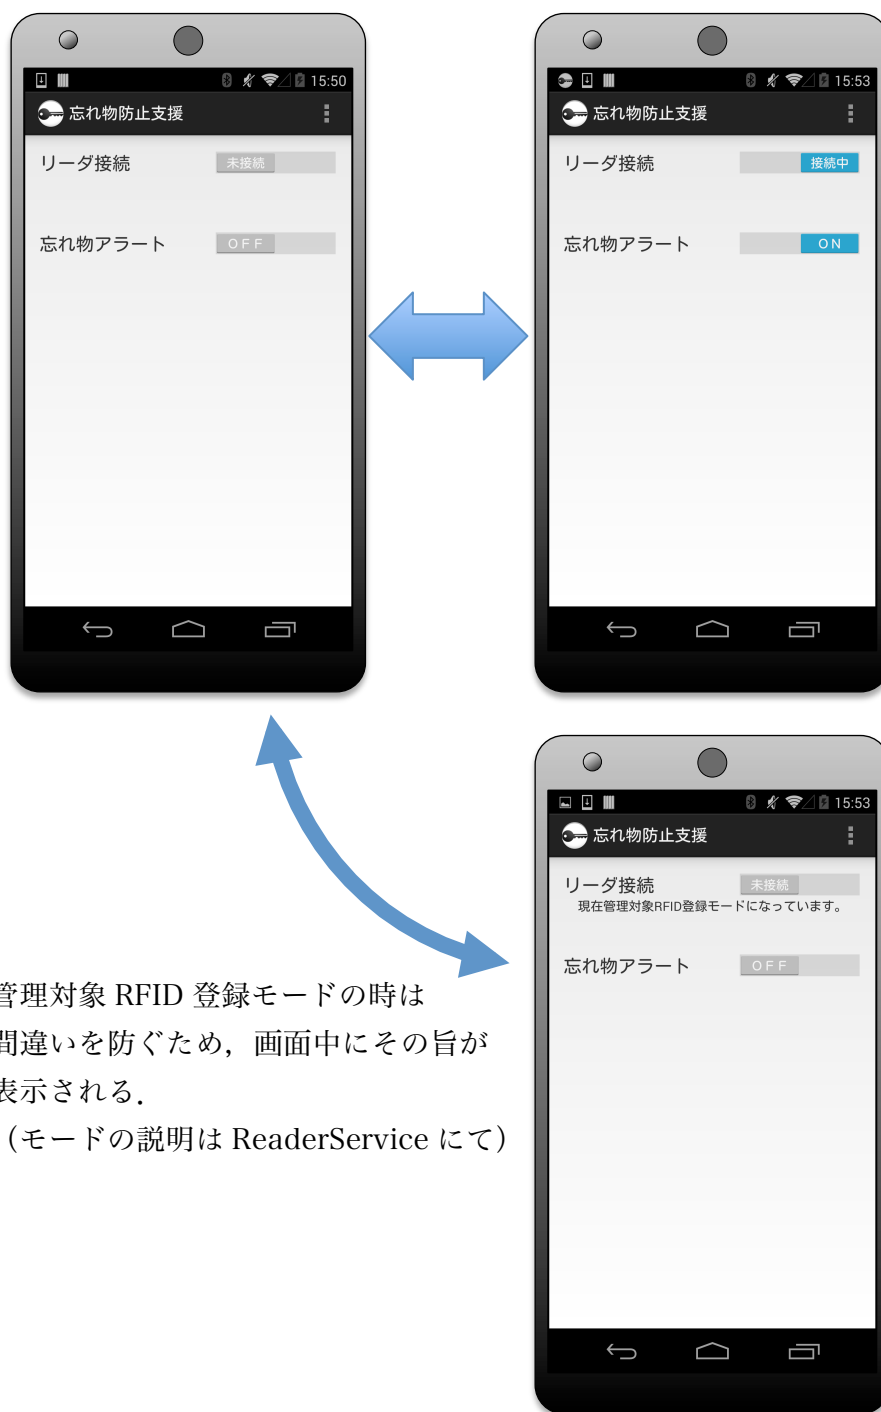 15:50
忘れ物防止支援
リーダ接続 未接続
忘れ物アラート OFF
15:53
忘れ物防止支援
リーダ接続 接続中
忘れ物アラート ON
15:53
忘れ物防止支援
リーダ接続 未接続
現在管理対象RFID登録モードになっています。
忘れ物アラート OFF
管理対象 RFID 登録モードの時は
間違いを防ぐため，画面中にその旨が
表示される．
（モードの説明は ReaderService にて）